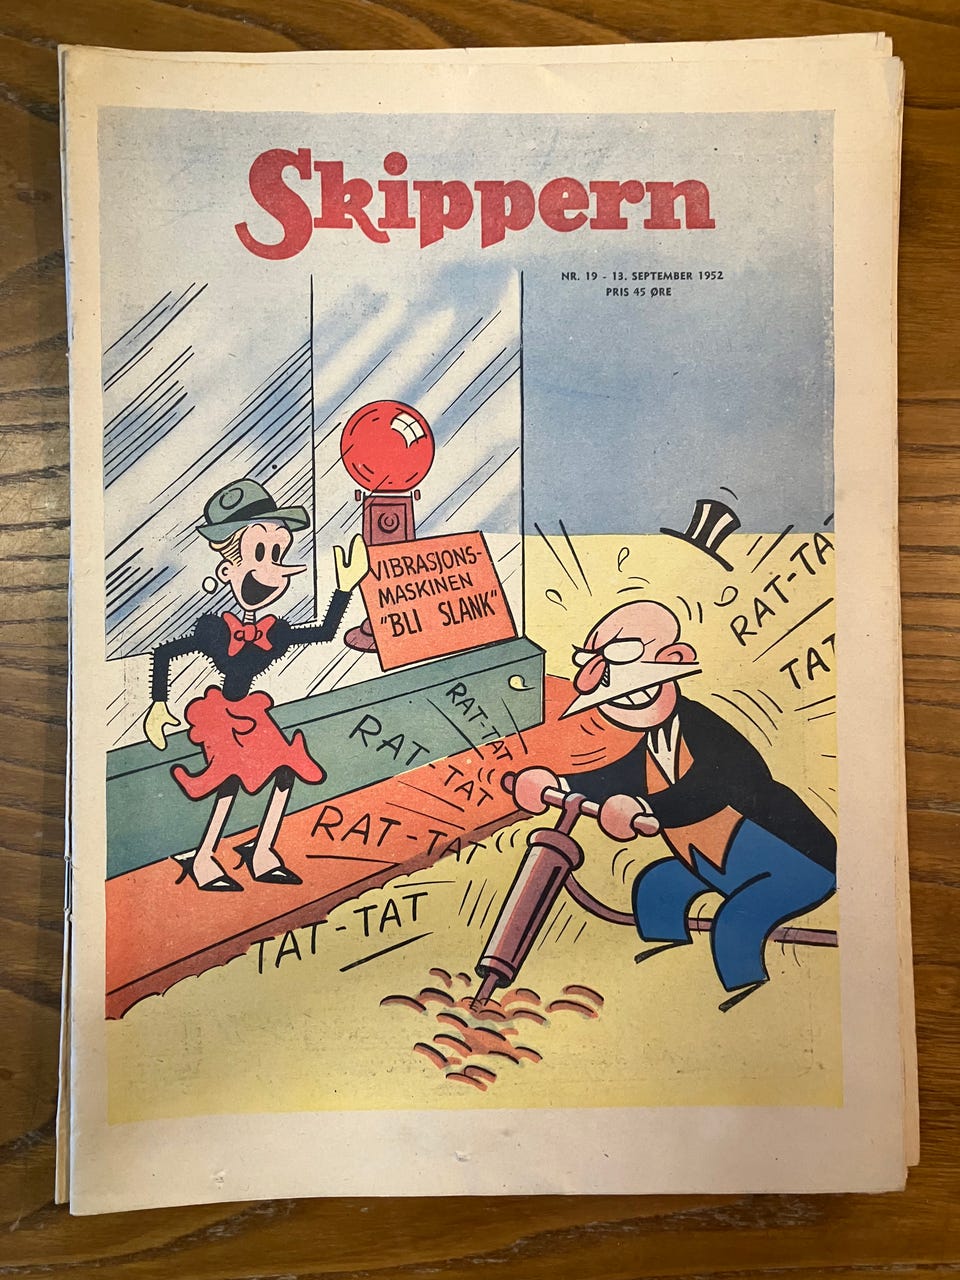 Skippern
NR. 19 - 13. SEPTEMBER 1952
PRIS 45 ØRE
VIBRASJONS-
MASKINEN
"BLI SLANK"
RAT-TA
TAT
RAT-TAT
RAT-TAT
RAT-TAT
TAT-TAT